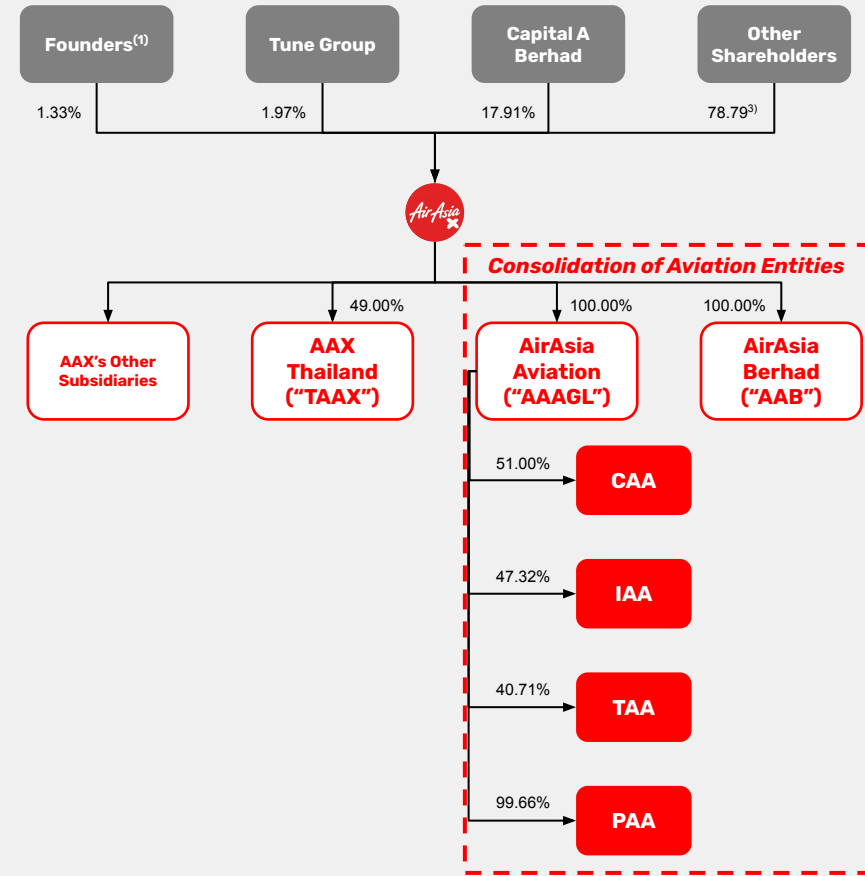 Founders(1)
Tune Group
Capital A
Berhad
Other
Shareholders
1.33%
1.97%
17.91%
78.79³⁾
AirAsia
X
Consolidation of Aviation Entities
49.00%
100.00%
100.00%
AAX's Other
Subsidiaries
AAX
Thailand
(“TAAX”)
AirAsia
Aviation
(“AAAGL”)
AirAsia
Berhad
(“AAB”)
51.00%
CAA
47.32%
IAA
40.71%
TAA
99.66%
PAA